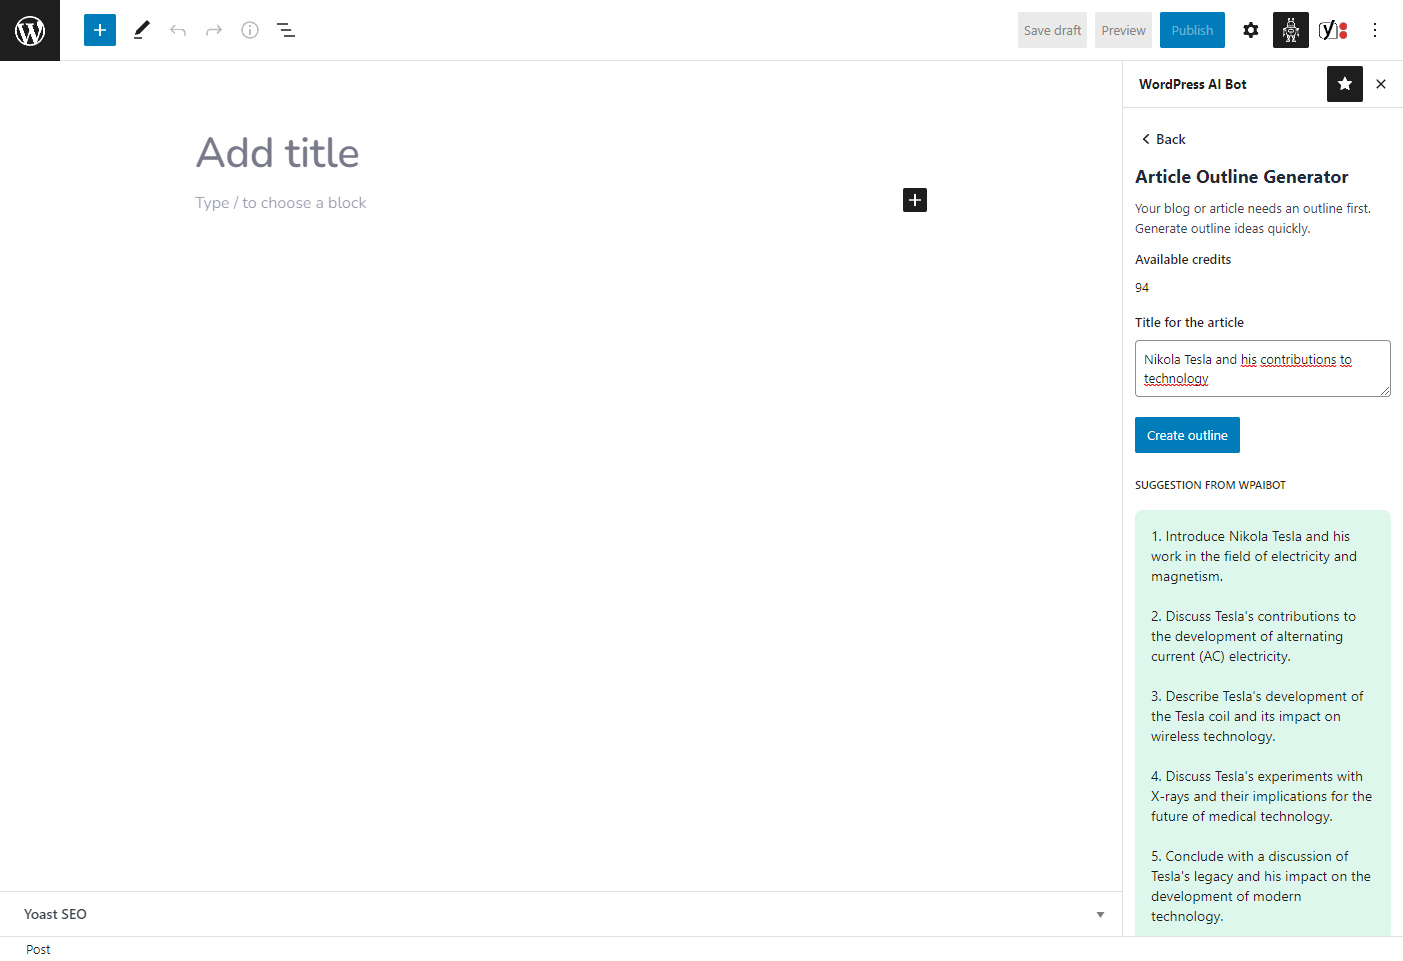 Save draft
Preview
Publish
WordPress AI Bot
Add title
Type / to choose a block
Back
Article Outline Generator
Your blog or article needs an outline first.
Generate outline ideas quickly.
Available credits
94
Title for the article
Nikola Tesla and his contributions to
technology
Create outline
SUGGESTION FROM WPAIBOT
1. Introduce Nikola Tesla and his
work in the field of electricity and
magnetism.
2. Discuss Tesla's contributions to
the development of alternating
current (AC) electricity.
3. Describe Tesla's development of
the Tesla coil and its impact on
wireless technology.
4. Discuss Tesla's experiments with
X-rays and their implications for the
future of medical technology.
5. Conclude with a discussion of
Tesla's legacy and his impact on the
development of modern
technology.
Yoast SEO
Post